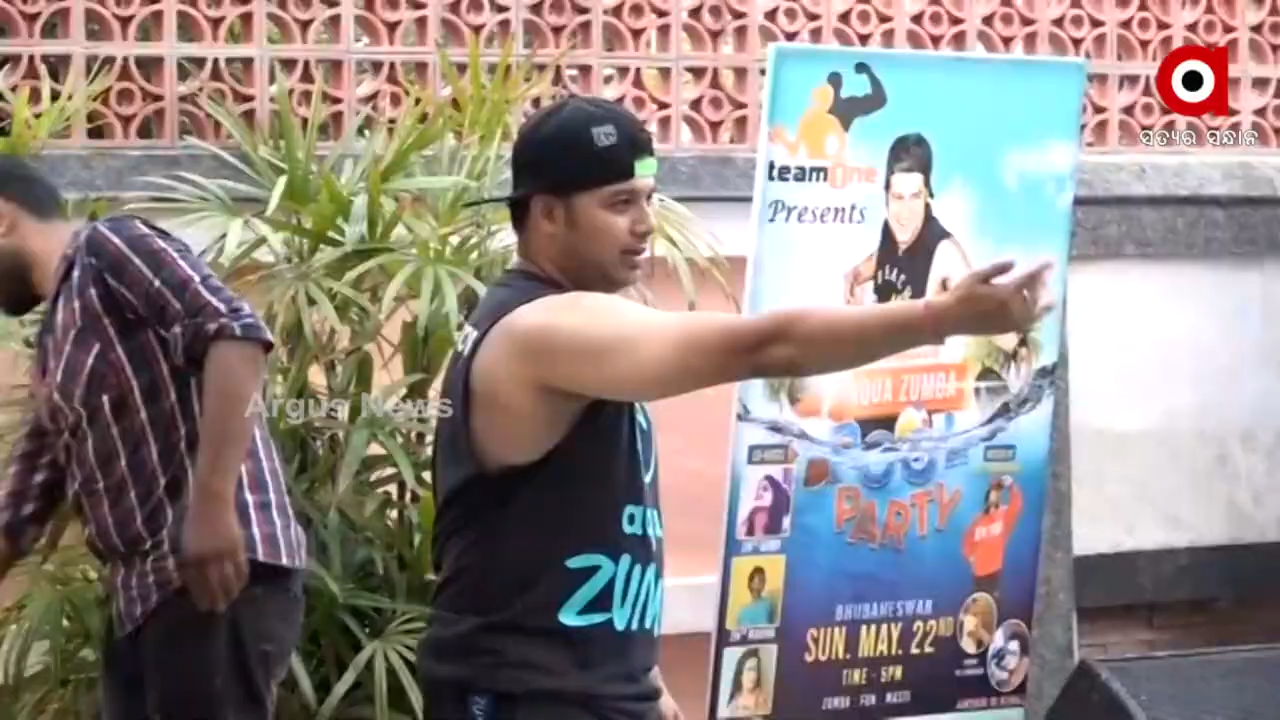 ସତ୍ୟର ସନ୍ଧାନ
teamOne
Presents
Argus News
AQUA ZUMBA
PARTY
ZUM
BHUBANESWAR
SUN. MAY. 22ND
TIME - 5PM
ZUMBA FUN MASTI